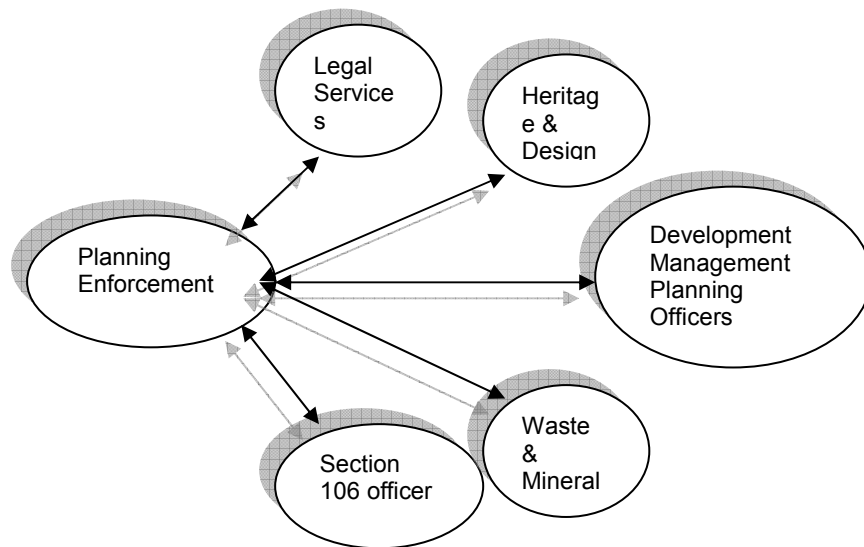 Legal
Service
s
Heritag
e &
Design
Planning
Enforcement
Development
Management
Planning
Officers
Waste
&
Mineral
Section
106 officer